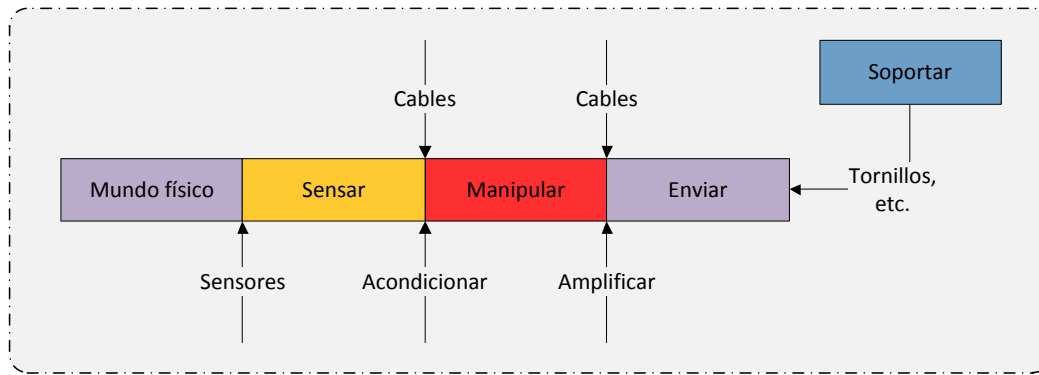 Soportar
Cables
Cables
Mundo físico
Sensar
Manipular
Enviar
Tornillos,
etc.
Sensores
Acondicionar
Amplificar